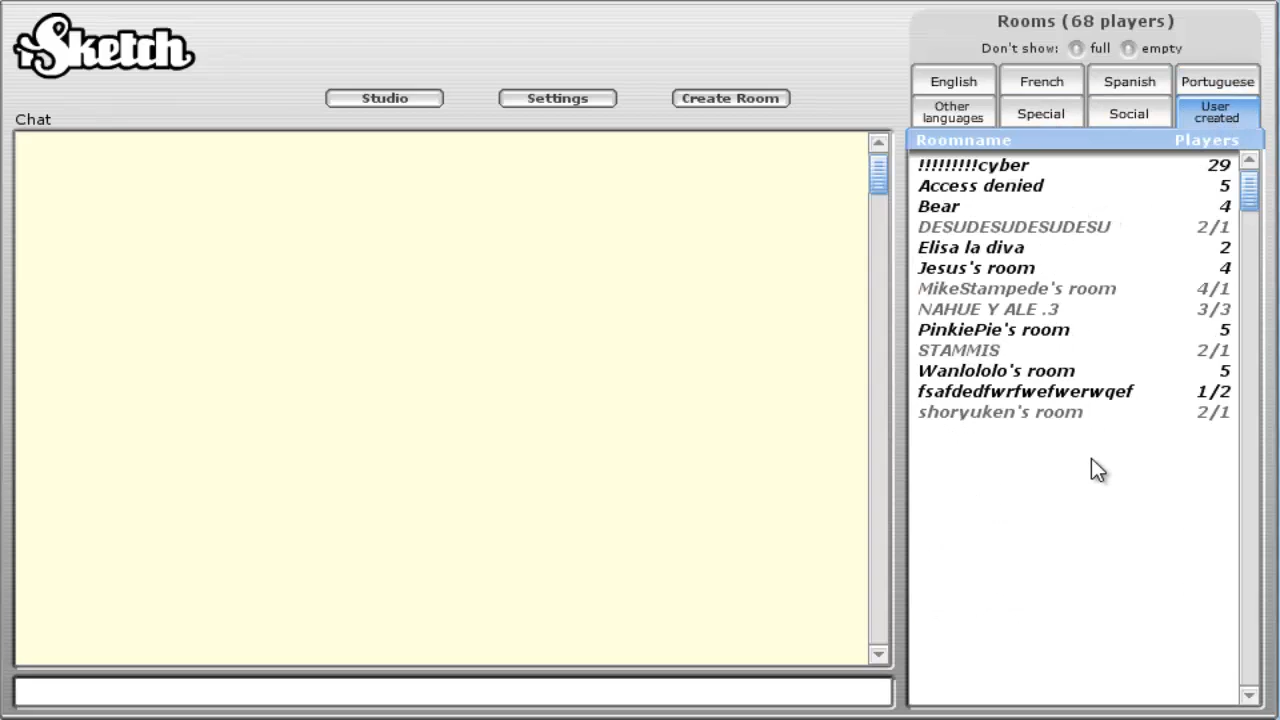 iSketch
Rooms (68 players)
Don't show: full empty
Studio Settings Create Room
English French Spanish Portuguese
Other languages Special Social User created
Chat
Roomname Players
!!!!!!!!!cyber 29
Access denied 5
Bear 4
DESUDESUDESUDESU 2/1
Elisa la diva 2
Jesus's room 4
MikeStampede's room 4/1
NAHUE Y ALE .3 3/3
PinkiePie's room 5
STAMMIS 2/1
Wanlololo's room 5
fsafdedfwrfwefwerwqef 1/2
shoryuken's room 2/1